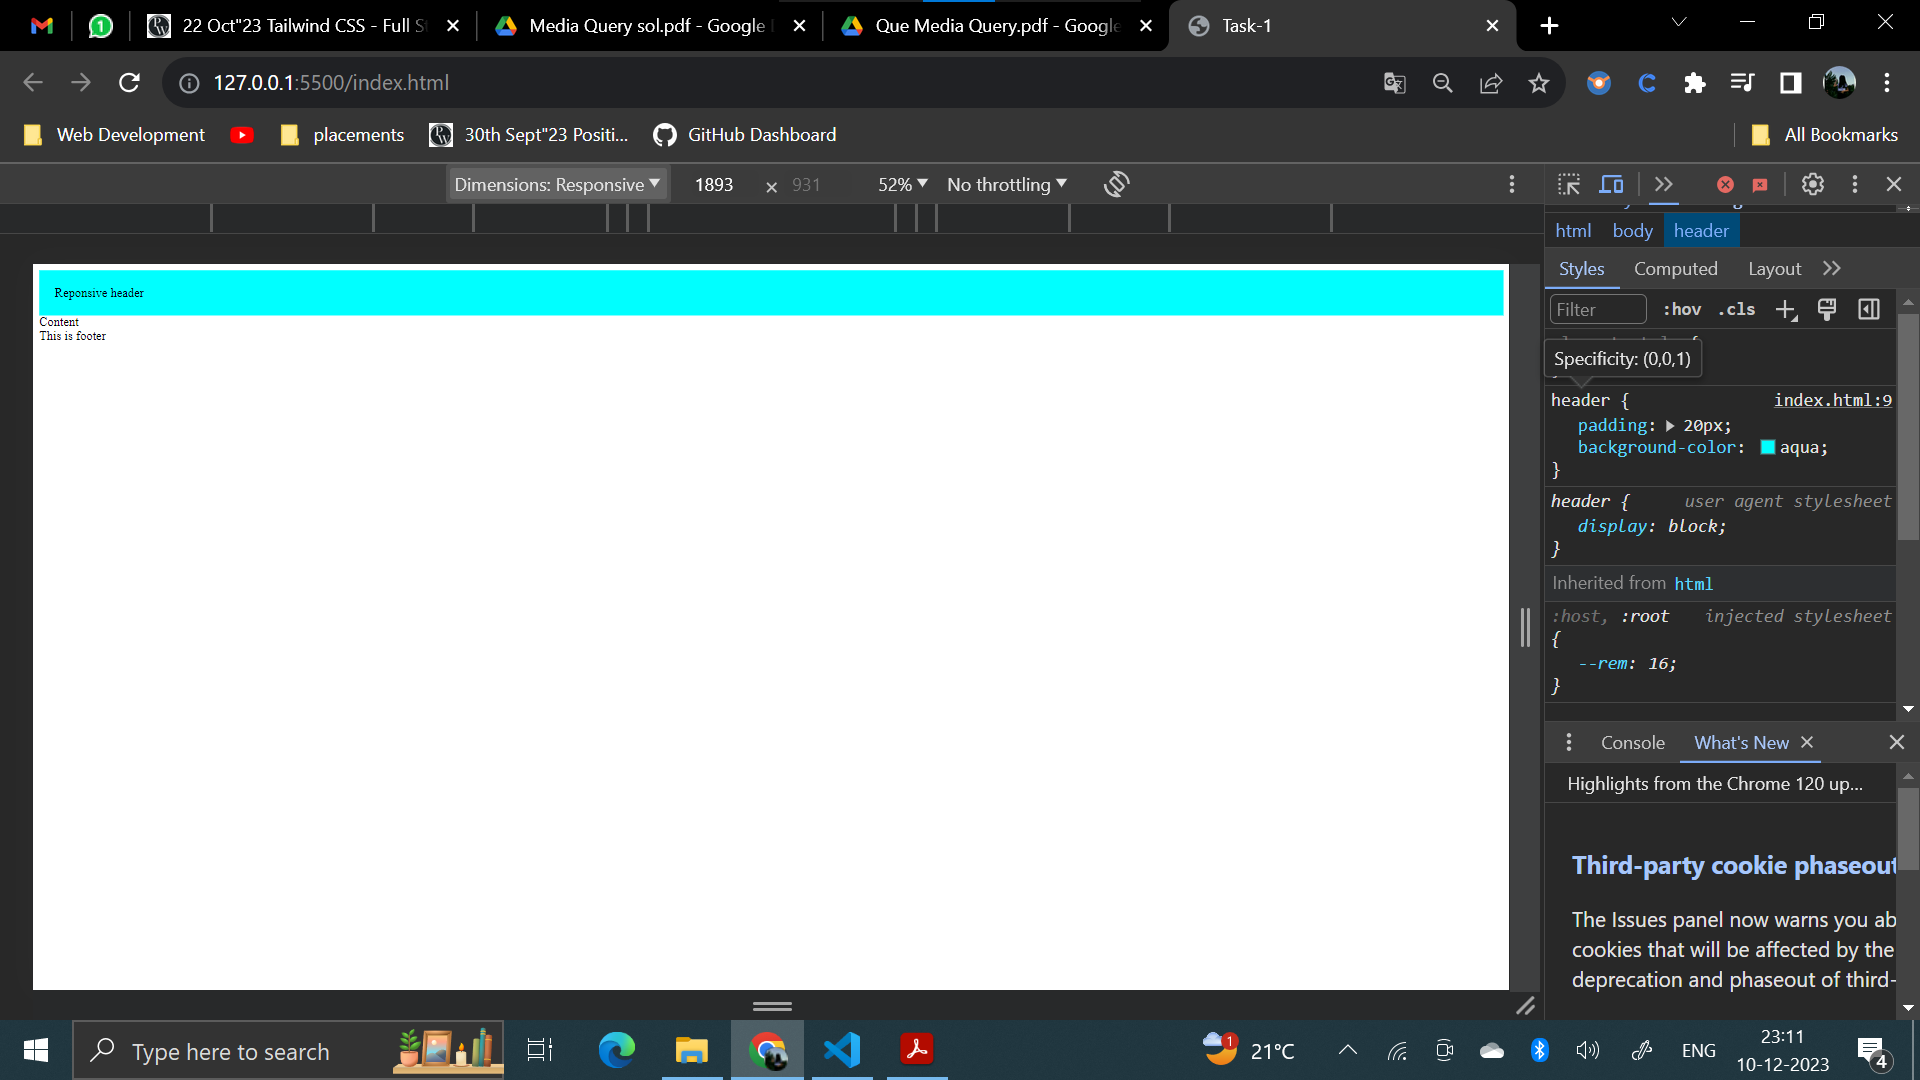 1
22 Oct"23 Tailwind CSS - Full St
Media Query sol.pdf - Google
Que Media Query.pdf - Google
Task-1
127.0.0.1:5500/index.html
Web Development
placements
30th Sept"23 Positi...
GitHub Dashboard
All Bookmarks
Dimensions: Responsive
1893
×
931
52%
No throttling
html
body
header
Styles
Computed
Layout
Filter
:hov
.cls
Specificity: (0,0,1)
header {
index.html:9
padding: 20px;
background-color: aqua;
}
header {
user agent stylesheet
display: block;
}
Inherited from html
:host, :root
injected stylesheet
{
--rem: 16;
}
Console
What's New
Highlights from the Chrome 120 up...
Third-party cookie phaseout
The Issues panel now warns you ab
cookies that will be affected by the
deprecation and phaseout of third-
Reponsive header
Content
This is footer
Type here to search
1
21°C
ENG
23:11
10-12-2023
4